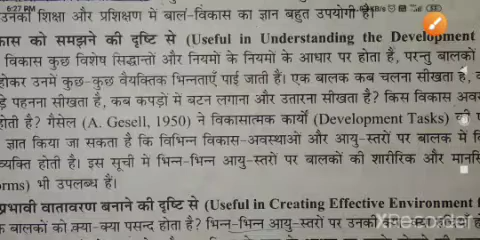 6:27 PM
उनकी शिक्षा और प्रशिक्षण में बाल-विकास का ज्ञान बहुत उपयोगी है।
कास को समझने की दृष्टि से (Useful in Understanding the Development
विकास कुछ विशेष सिद्धान्तों और नियमों के नियमों के आधार पर होता है, परन्तु बालकों
होकर उनमें कुछ-कुछ वैयक्तिक भिन्नताएँ पाई जाती हैं। एक बालक कब चलना सीखता है,
ड़े पहनना सीखता है, कब कपड़ों में बटन लगाना और उतारना सीखता है? किस विकास अवस
होती है? गैसेल (A. Gesell, 1950) ने विकासात्मक कार्यों (Development Tasks) की
ज्ञात किया जा सकता है कि विभिन्न विकास-अवस्थाओं और आयु-स्तरों पर बालक में
व्यक्ति होती है। इस सूची में भिन्न-भिन्न आयु-स्तरों पर बालकों की शारीरिक और मानसि
orms) भी उपलब्ध हैं।
प्रभावी वातावरण बनाने की दृष्टि से (Useful in Creating Effective Environment f
बालकों को क्या-क्या पसन्द होता है? भिन्न-भिन्न आयु-स्तरों पर उनकी